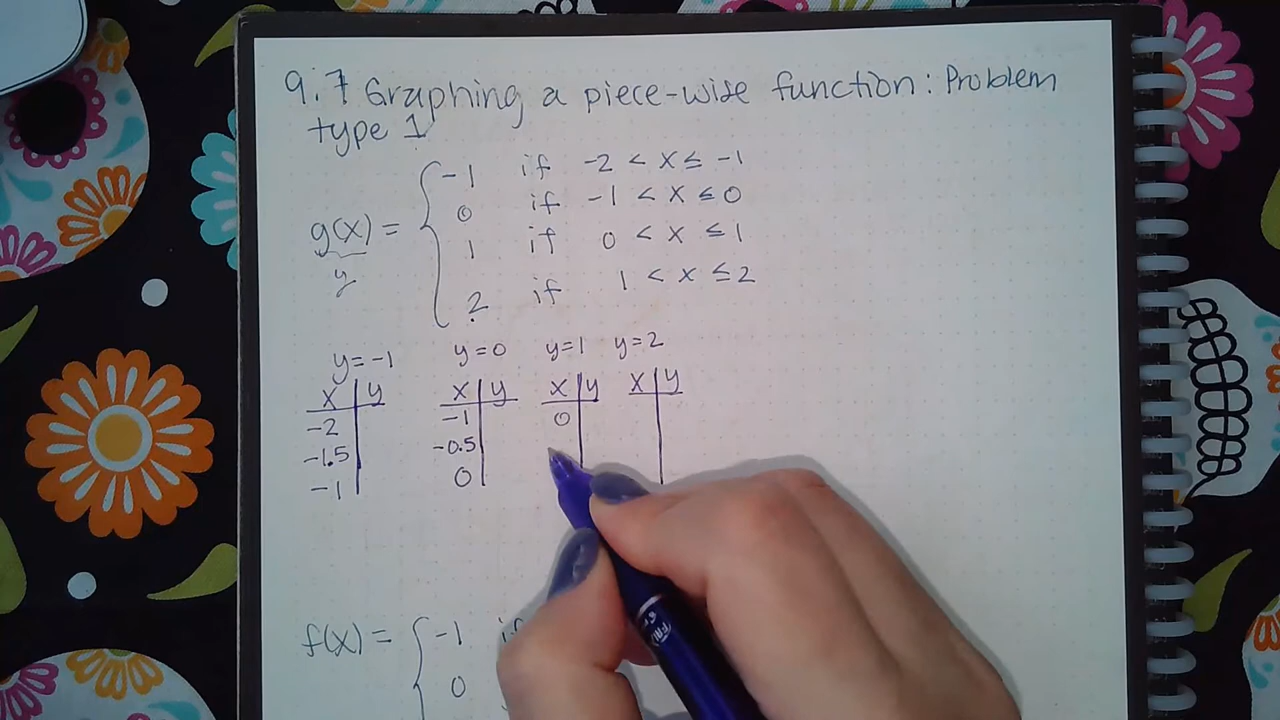 9.7 Graphing a piece-wise function: Problem
type 1
-1 if -2 < x ≤ -1
0 if -1 < x ≤ 0
g(x) =
1 if 0 < x ≤ 1
y
2 if 1 < x ≤ 2
y=-1 y=0 y=1 y=2
x y x y x y x y
-2 -1 0
-1.5 -0.5
-1 0
f(x) = { -1 if
0